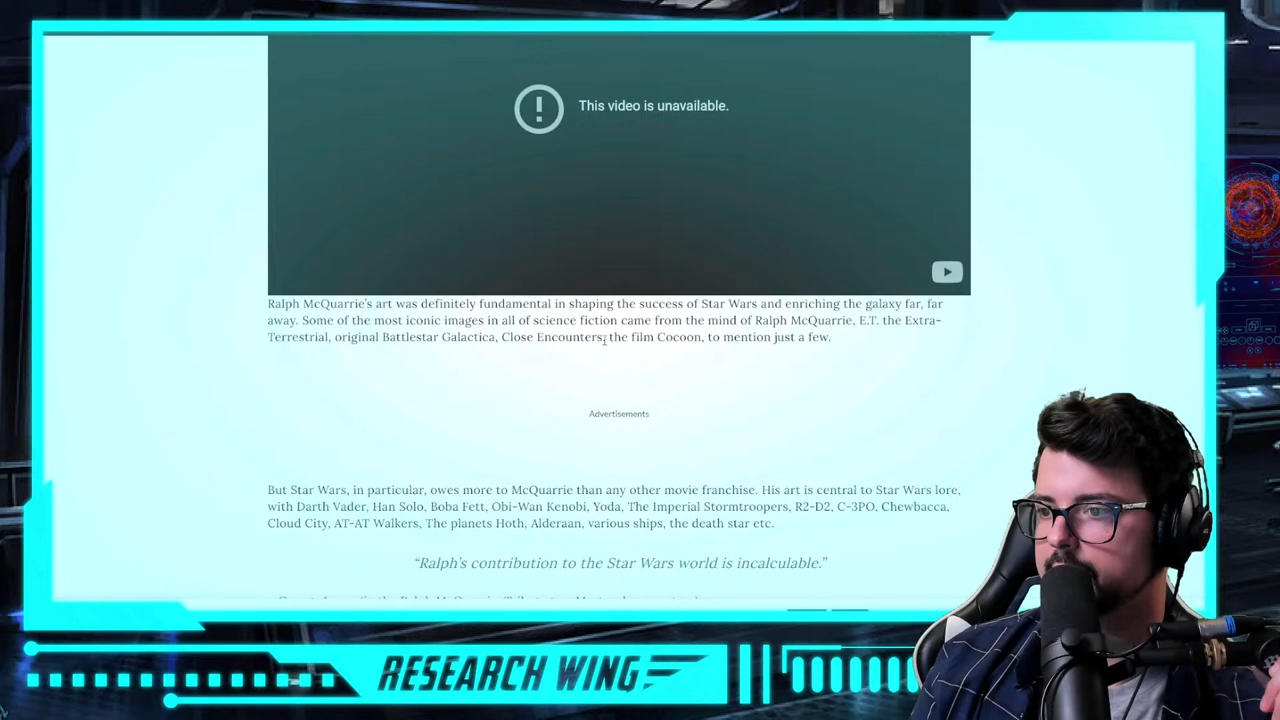 This video is unavailable.
Ralph McQuarrie's art was definitely fundamental in shaping the success of Star Wars and enriching the galaxy far, far
away. Some of the most iconic images in all of science fiction came from the mind of Ralph McQuarrie, E.T. the Extra-
Terrestrial, original Battlestar Galactica, Close Encounters, the film Cocoon, to mention just a few.
Advertisements
But Star Wars, in particular, owes more to McQuarrie than any other movie franchise. His art is central to Star Wars lore,
with Darth Vader, Han Solo, Boba Fett, Obi-Wan Kenobi, Yoda, The Imperial Stormtroopers, R2-D2, C-3PO, Chewbacca,
Cloud City, AT-AT Walkers, The planets Hoth, Alderaan, various ships, the death star etc.
“Ralph's contribution to the Star Wars world is incalculable.”
RESEARCH WING